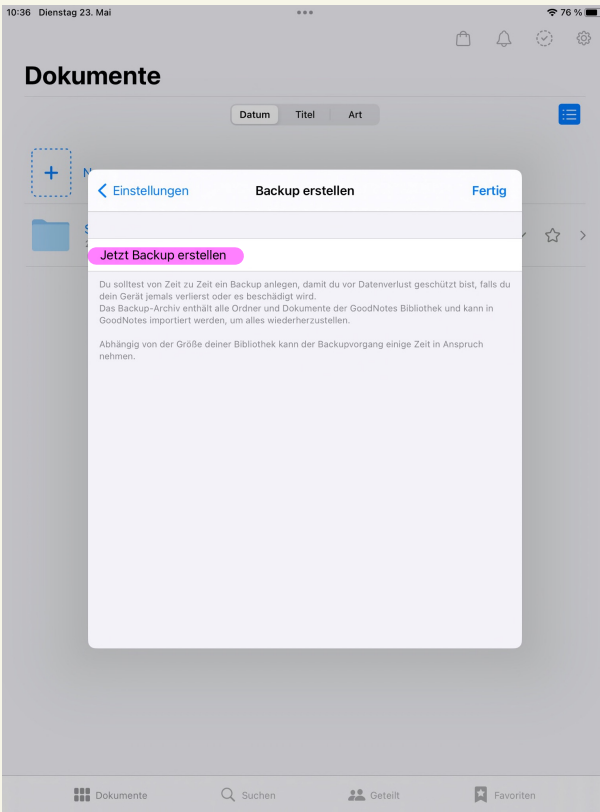 10:36 Dienstag 23. Mai
76 %
Dokumente
Datum Titel Art
Einstellungen Backup erstellen Fertig
Jetzt Backup erstellen
Du solltest von Zeit zu Zeit ein Backup anlegen, damit du vor Datenverlust geschützt bist, falls du
dein Gerät jemals verlierst oder es beschädigt wird.
Das Backup-Archiv enthält alle Ordner und Dokumente der GoodNotes Bibliothek und kann in
GoodNotes importiert werden, um alles wiederherzustellen.
Abhängig von der Größe deiner Bibliothek kann der Backupvorgang einige Zeit in Anspruch
nehmen.
Dokumente Suchen Geteilt Favoriten